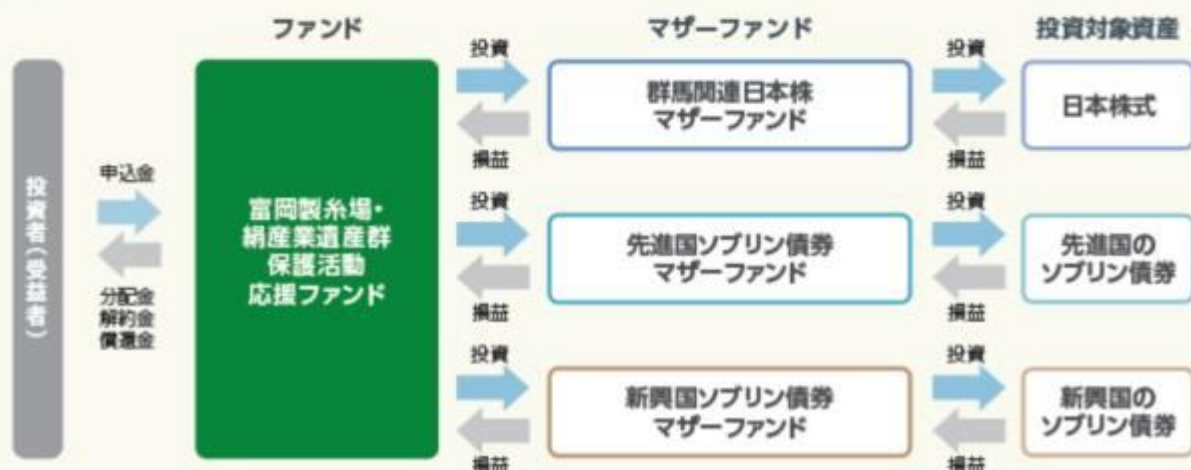 ファンド
マザーファンド
投資対象資産
投資者(受益者)
申込金
分配金
解約金
償還金
富岡製糸場・
絹産業遺産群
保護活動
応援ファンド
投資
損益
群馬関連日本株
マザーファンド
投資
損益
日本株式
投資
損益
先進国ソブリン債券
マザーファンド
投資
損益
先進国の
ソブリン債券
投資
損益
新興国ソブリン債券
マザーファンド
投資
損益
新興国の
ソブリン債券